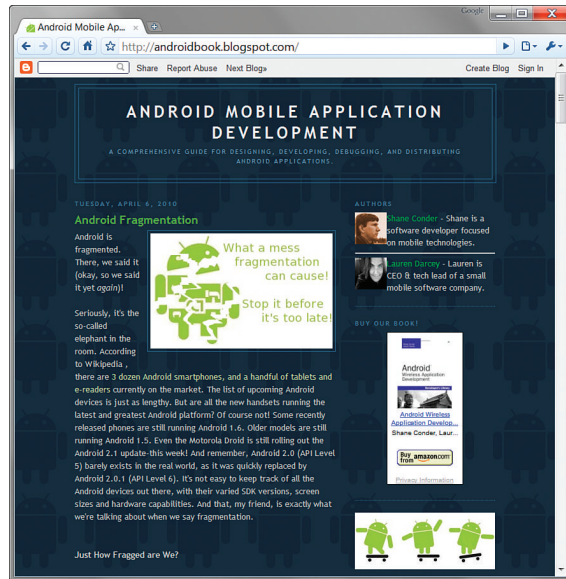 Google
Android Mobile Ap...
http://androidbook.blogspot.com/
Share Report Abuse Next Blog»
Create Blog Sign In
ANDROID MOBILE APPLICATION
DEVELOPMENT
A COMPREHENSIVE GUIDE FOR DESIGNING, DEVELOPING, DEBUGGING, AND DISTRIBUTING
ANDROID APPLICATIONS.
TUESDAY, APRIL 6, 2010
Android Fragmentation
Android is
fragmented.
There, we said it
(okay, so we said
it yet again)!
What a mess
fragmentation
can cause!
Stop it before
it's too late!
Seriously, it's the
so-called
elephant in the
room. According
to Wikipedia ,
there are 3 dozen Android smartphones, and a handful of tablets and
e-readers currently on the market. The list of upcoming Android
devices is just as lengthy. But are all the new handsets running the
latest and greatest Android platform? Of course not! Some recently
released phones are still running Android 1.6. Older models are still
running Android 1.5. Even the Motorola Droid is still rolling out the
Android 2.1 update-this week! And remember, Android 2.0 (API Level
5) barely exists in the real world, as it was quickly replaced by
Android 2.0.1 (API Level 6). It's not easy to keep track of all the
Android devices out there, with their varied SDK versions, screen
sizes and hardware capabilities. And that, my friend, is exactly what
we're talking about when we say fragmentation.
Just How Fragged are We?
AUTHORS
Shane Conder - Shane is a
software developer focused
on mobile technologies.
Lauren Darcey - Lauren is
CEO & tech lead of a small
mobile software company.
BUY OUR BOOK!
Android
Wireless Application
Development
Android Wireless
Application Develop...
Shane Conder, Laur...
Buy from amazon.com
Privacy Information